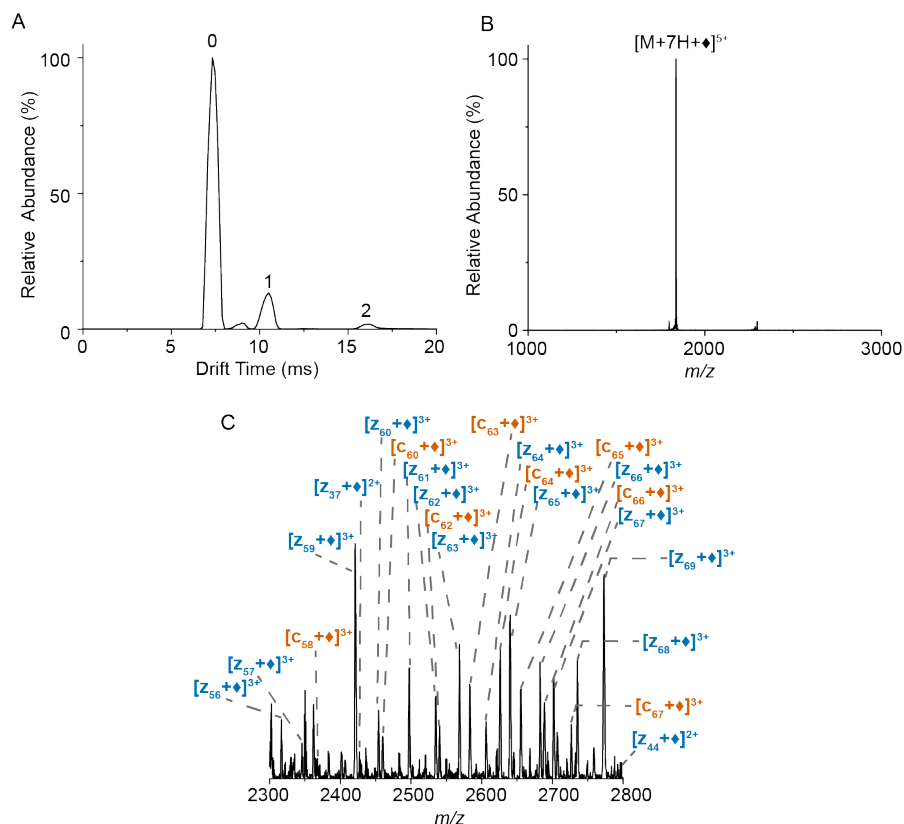 A
0
100
50
0
1
2
Relative Abundance (%)
0 5 10 15 20
Drift Time (ms)
B
[M+7H+♦]⁵⁺
100
50
0
Relative Abundance (%)
1000 2000 3000
m/z
C
[z₆₀+♦]³⁺
[c₆₃+♦]³⁺
[c₆₀+♦]³⁺
[z₆₄+♦]³⁺
[c₆₅+♦]³⁺
[z₆₁+♦]³⁺
[c₆₄+♦]³⁺
[z₆₆+♦]³⁺
[z₃₇+♦]²⁺
[z₆₂+♦]³⁺
[z₆₅+♦]³⁺
[c₆₆+♦]³⁺
[c₆₂+♦]³⁺
[z₆₇+♦]³⁺
[z₅₉+♦]³⁺
[z₆₃+♦]³⁺
[z₆₉+♦]³⁺
[c₅₈+♦]³⁺
[z₆₈+♦]³⁺
[z₅₇+♦]³⁺
[z₅₆+♦]³⁺
[c₆₇+♦]³⁺
[z₄₄+♦]²⁺
2300 2400 2500 2600 2700 2800
m/z